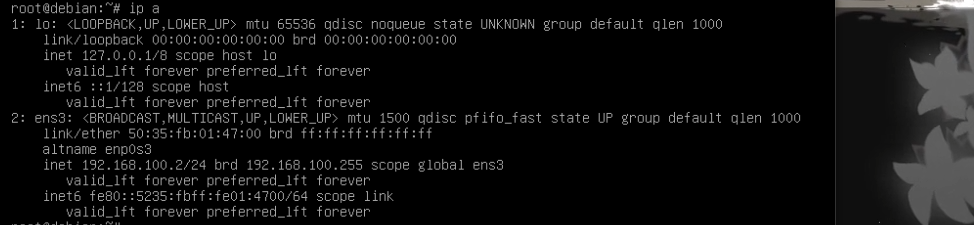 root@debian:~# ip a
1: lo: <LOOPBACK,UP,LOWER_UP> mtu 65536 qdisc noqueue state UNKNOWN group default qlen 1000
link/loopback 00:00:00:00:00:00 brd 00:00:00:00:00:00
inet 127.0.0.1/8 scope host lo
valid_lft forever preferred_lft forever
inet6 ::1/128 scope host
valid_lft forever preferred_lft forever
2: ens3: <BROADCAST,MULTICAST,UP,LOWER_UP> mtu 1500 qdisc pfifo_fast state UP group default qlen 1000
link/ether 50:35:fb:01:47:00 brd ff:ff:ff:ff:ff:ff
altname enp0s3
inet 192.168.100.2/24 brd 192.168.100.255 scope global ens3
valid_lft forever preferred_lft forever
inet6 fe80::5235:fbff:fe01:4700/64 scope link
valid_lft forever preferred_lft forever
root@debian:~#